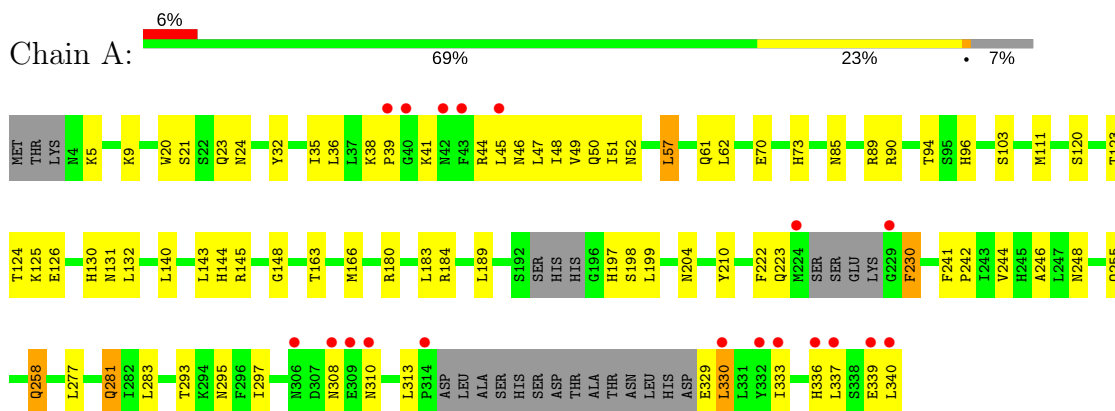 6%
Chain A:
69% 23% • 7%
MET THR LYS N4 K5 K9 W20 S21 S22 Q23 N24 Y32 I35 L36 L37 K38 P39 G40 K41 N42 F43 R44 L45 N46 L47 I48 V49 Q50 I51 N52 L57 Q61 L62 E70 H73 N85 R89 R90 T94 S95 H96 S103 M111 S120
T124 K125 E126 H130 N131 L132 L140 L143 H144 R145 G148 T163 M166 R180 L183 R184 L189 S192 SER HIS HIS G196 H197 S198 L199 N204 Y210 F222 Q223 M224 SER SER GLU LYS G229 F230 F241 P242 I243 V244 H245 A246 L247 N248
Q258 L277 Q281 I282 L283 T293 K294 N295 F296 I297 N306 D307 N308 E309 N310 L313 P314 ASP LEU ALA SER HIS SER ASP THR ALA THR ASN LEU HIS ASP E329 L330 L331 Y332 I333 H336 L337 S338 E339 L340